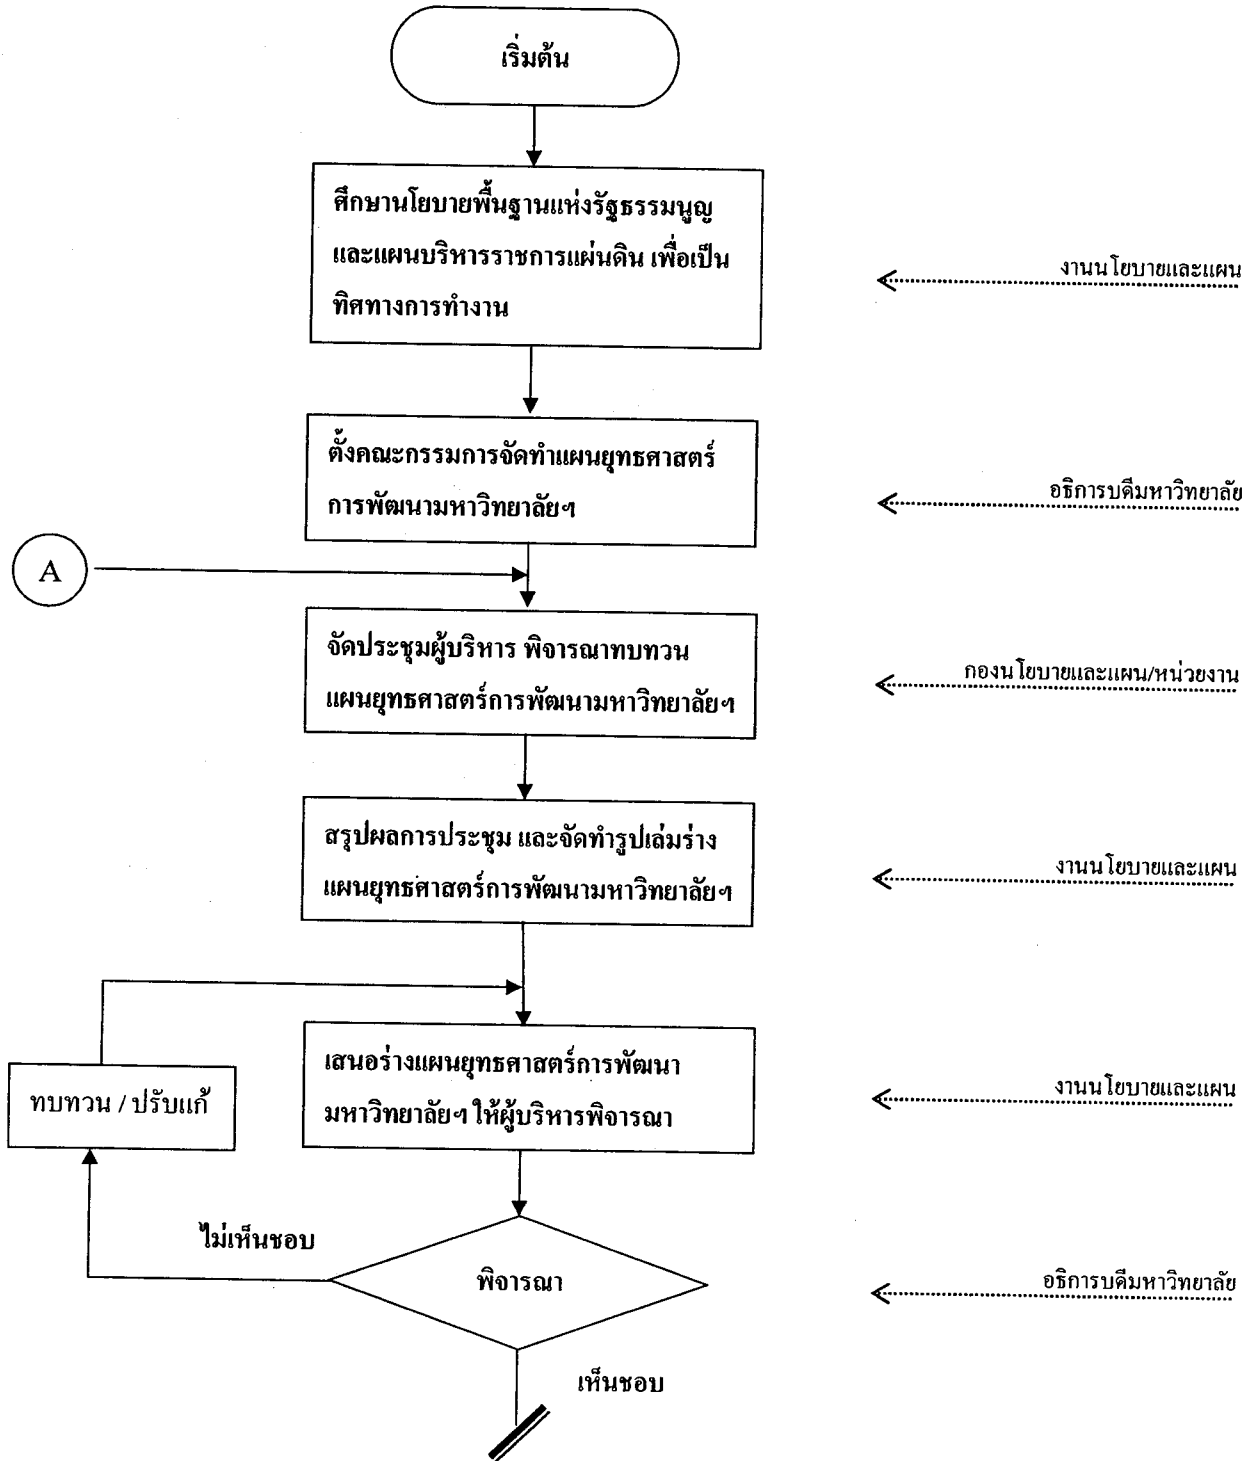 เริ่มต้น
ศึกษานโยบายพื้นฐานแห่งรัฐธรรมนูญ
และแผนบริหารราชการแผ่นดิน เพื่อเป็น
ทิศทางการทำงาน
งานนโยบายและแผน
ตั้งคณะกรรมการจัดทำแผนยุทธศาสตร์
การพัฒนามหาวิทยาลัยฯ
อธิการบดีมหาวิทยาลัย
A
จัดประชุมผู้บริหาร พิจารณาทบทวน
แผนยุทธศาสตร์การพัฒนามหาวิทยาลัยฯ
กองนโยบายและแผน/หน่วยงาน
สรุปผลการประชุม และจัดทำรูปเล่มร่าง
แผนยุทธศาสตร์การพัฒนามหาวิทยาลัยฯ
งานนโยบายและแผน
เสนอร่างแผนยุทธศาสตร์การพัฒนา
มหาวิทยาลัยฯ ให้ผู้บริหารพิจารณา
งานนโยบายและแผน
ทบทวน / ปรับแก้
ไม่เห็นชอบ
พิจารณา
อธิการบดีมหาวิทยาลัย
เห็นชอบ